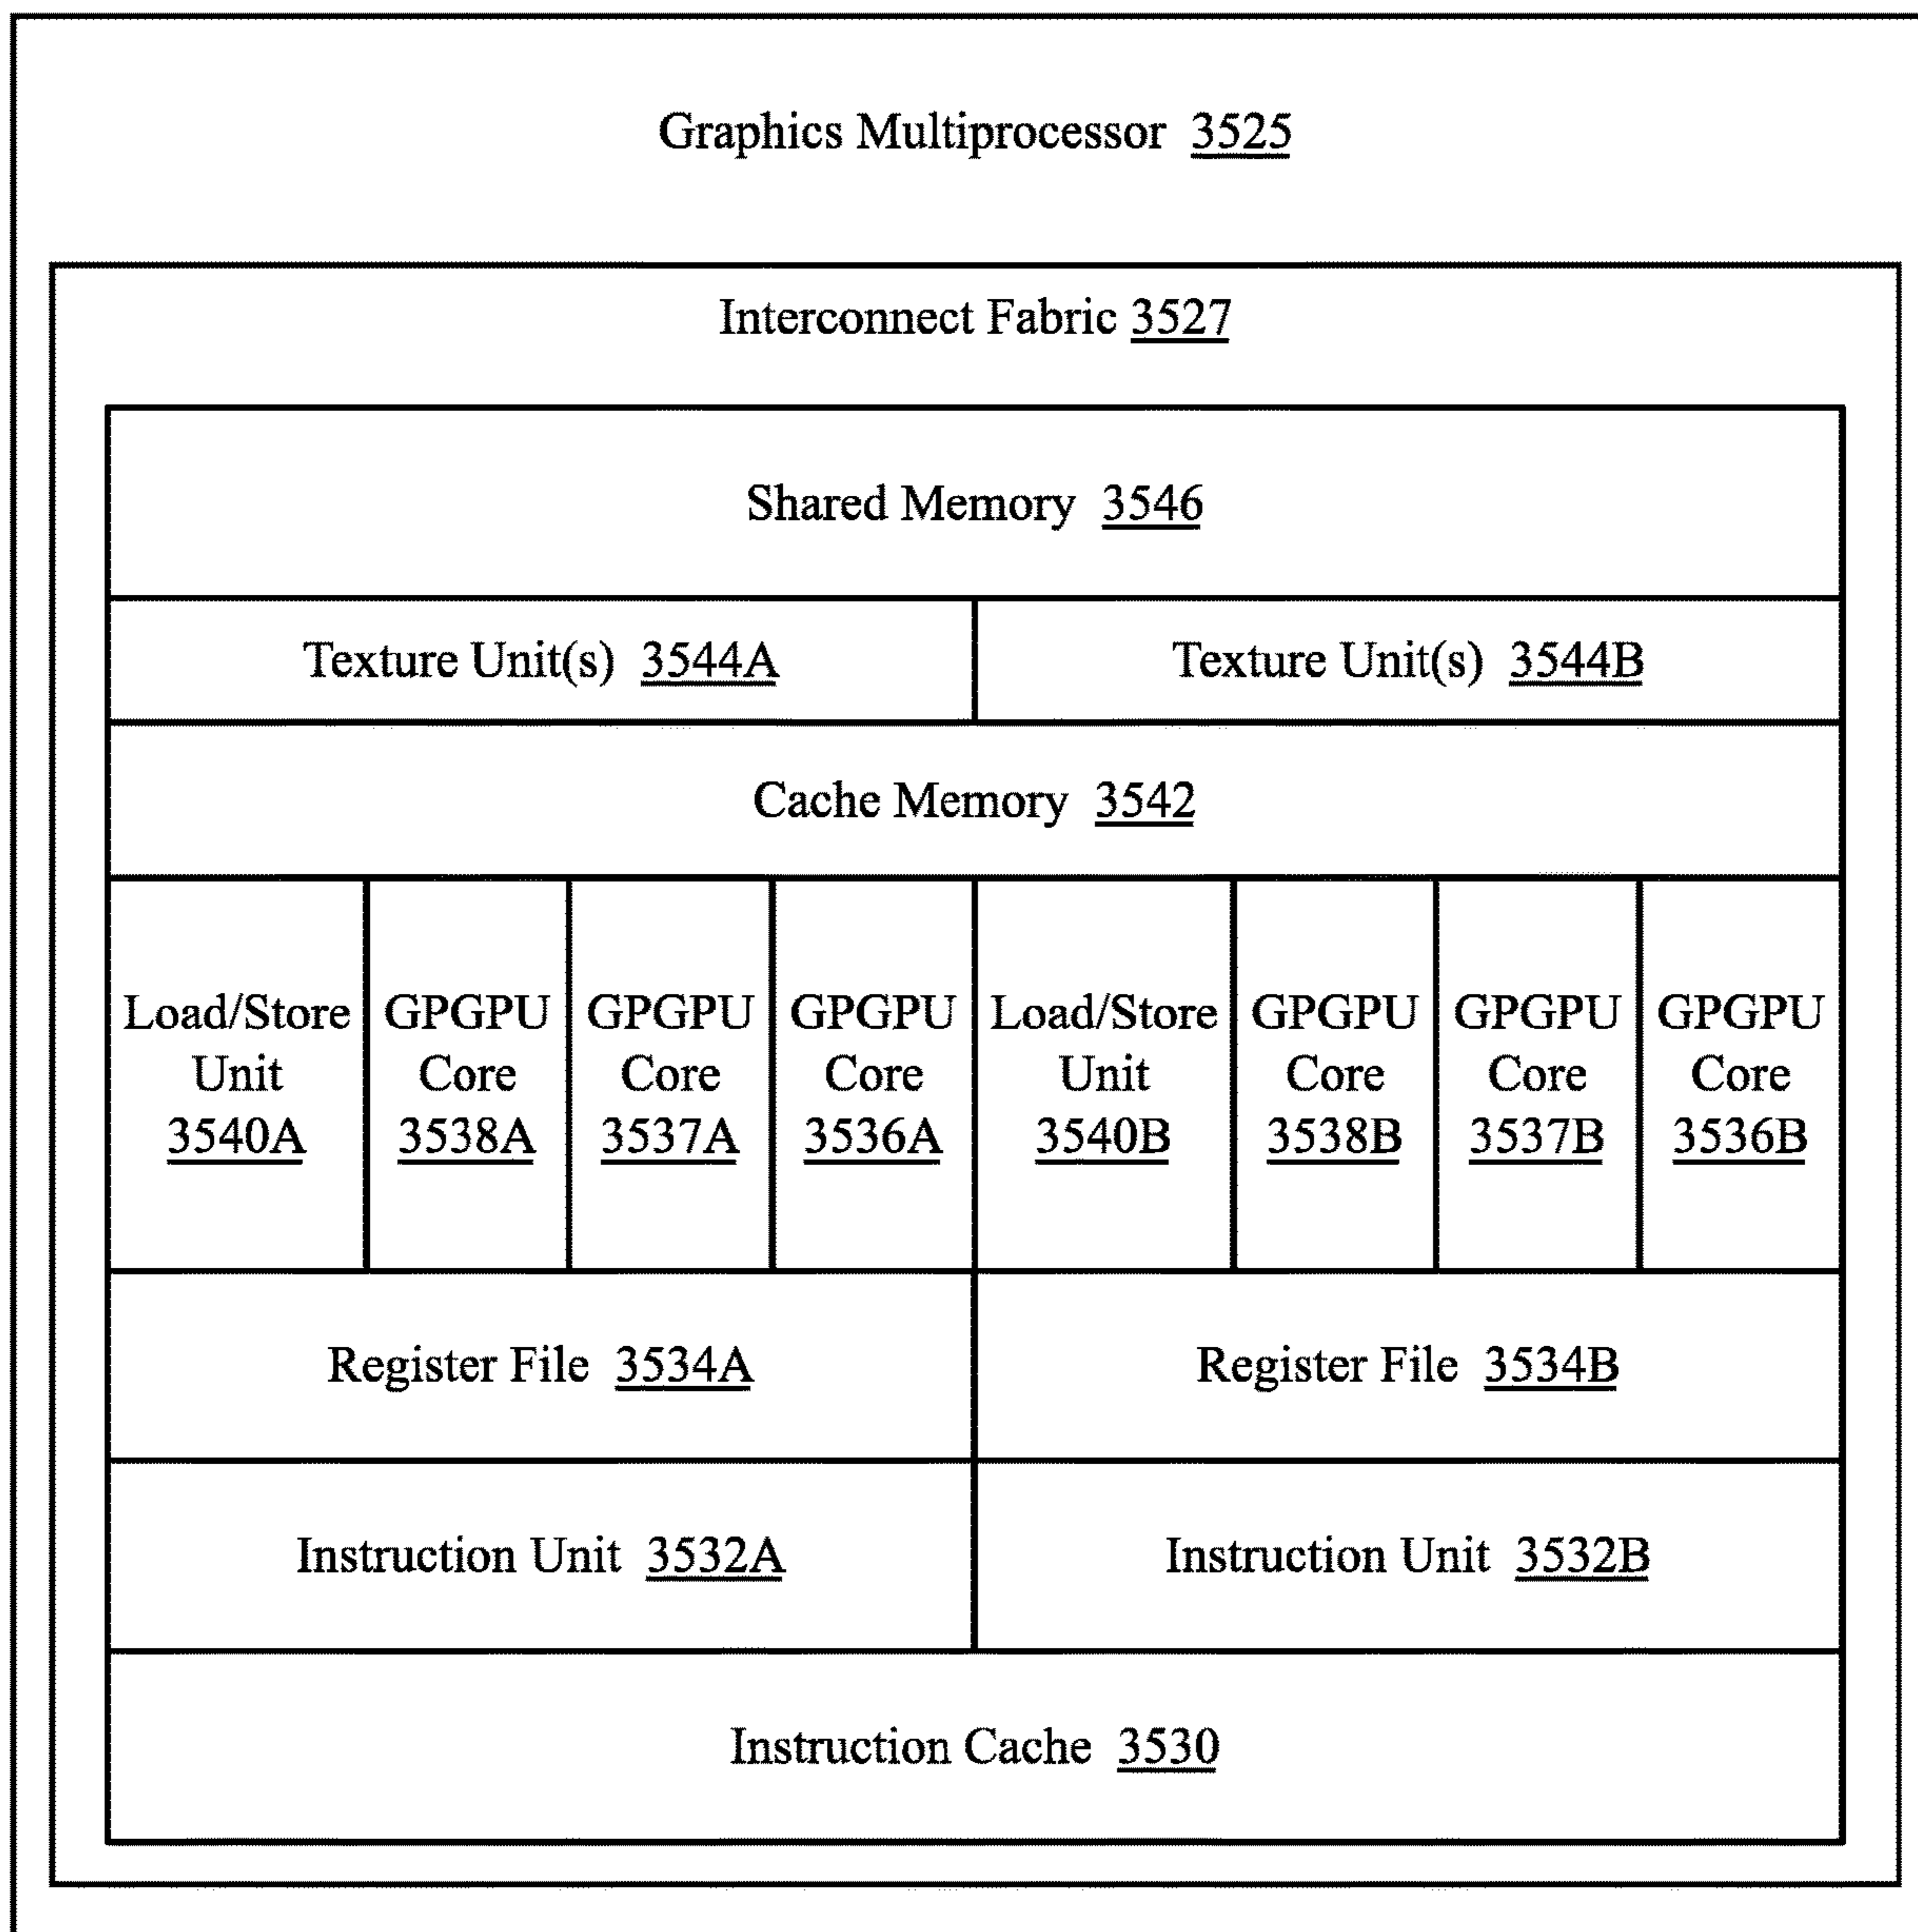 Graphics Multiprocessor 3525
Interconnect Fabric 3527
Shared Memory 3546
Texture Unit(s) 3544A
Texture Unit(s) 3544B
Cache Memory 3542
Load/Store
Unit
3540A
GPGPU
Core
3538A
GPGPU
Core
3537A
GPGPU
Core
3536A
Load/Store
Unit
3540B
GPGPU
Core
3538B
GPGPU
Core
3537B
GPGPU
Core
3536B
Register File 3534A
Register File 3534B
Instruction Unit 3532A
Instruction Unit 3532B
Instruction Cache 3530